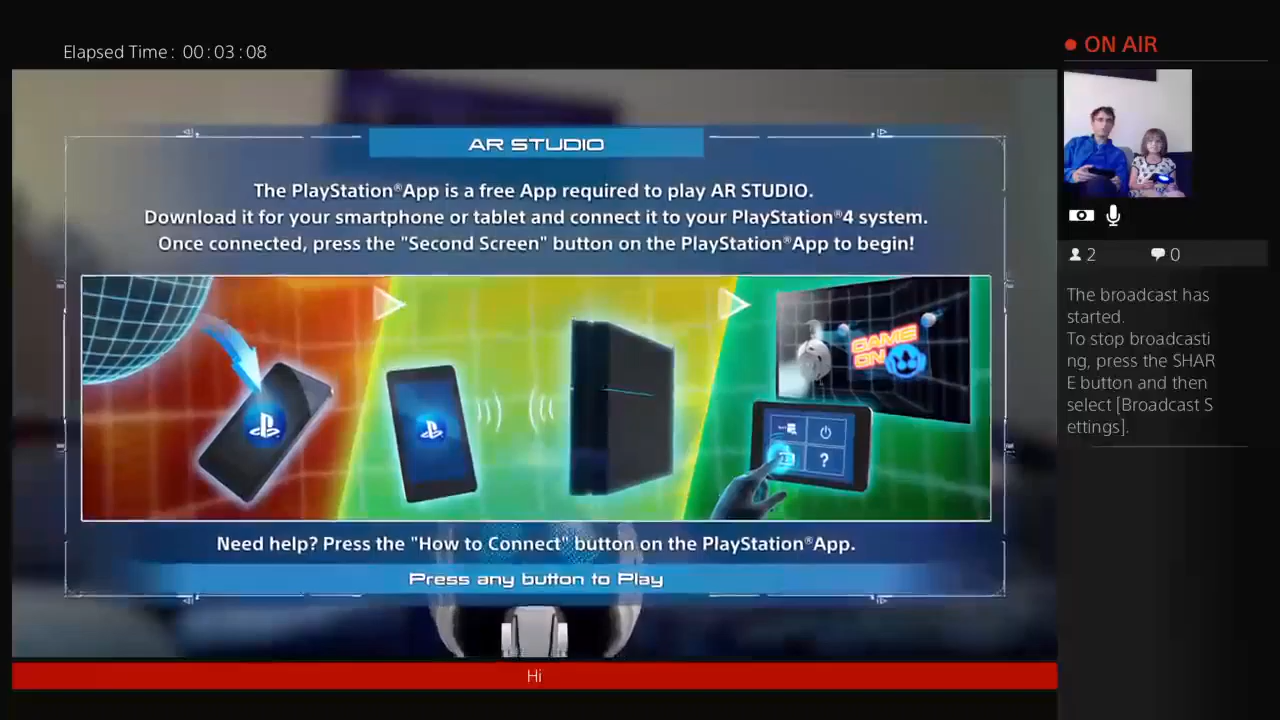 Elapsed Time: 00:03:08
ON AIR
AR STUDIO
The PlayStation®App is a free App required to play AR STUDIO.
Download it for your smartphone or tablet and connect it to your PlayStation®4 system.
Once connected, press the "Second Screen" button on the PlayStation®App to begin!
GAME
ON
?
Need help? Press the "How to Connect" button on the PlayStation®App.
Press any button to Play
Hi
2
0
The broadcast has
started.
To stop broadcasti
ng, press the SHAR
E button and then
select [Broadcast S
ettings].